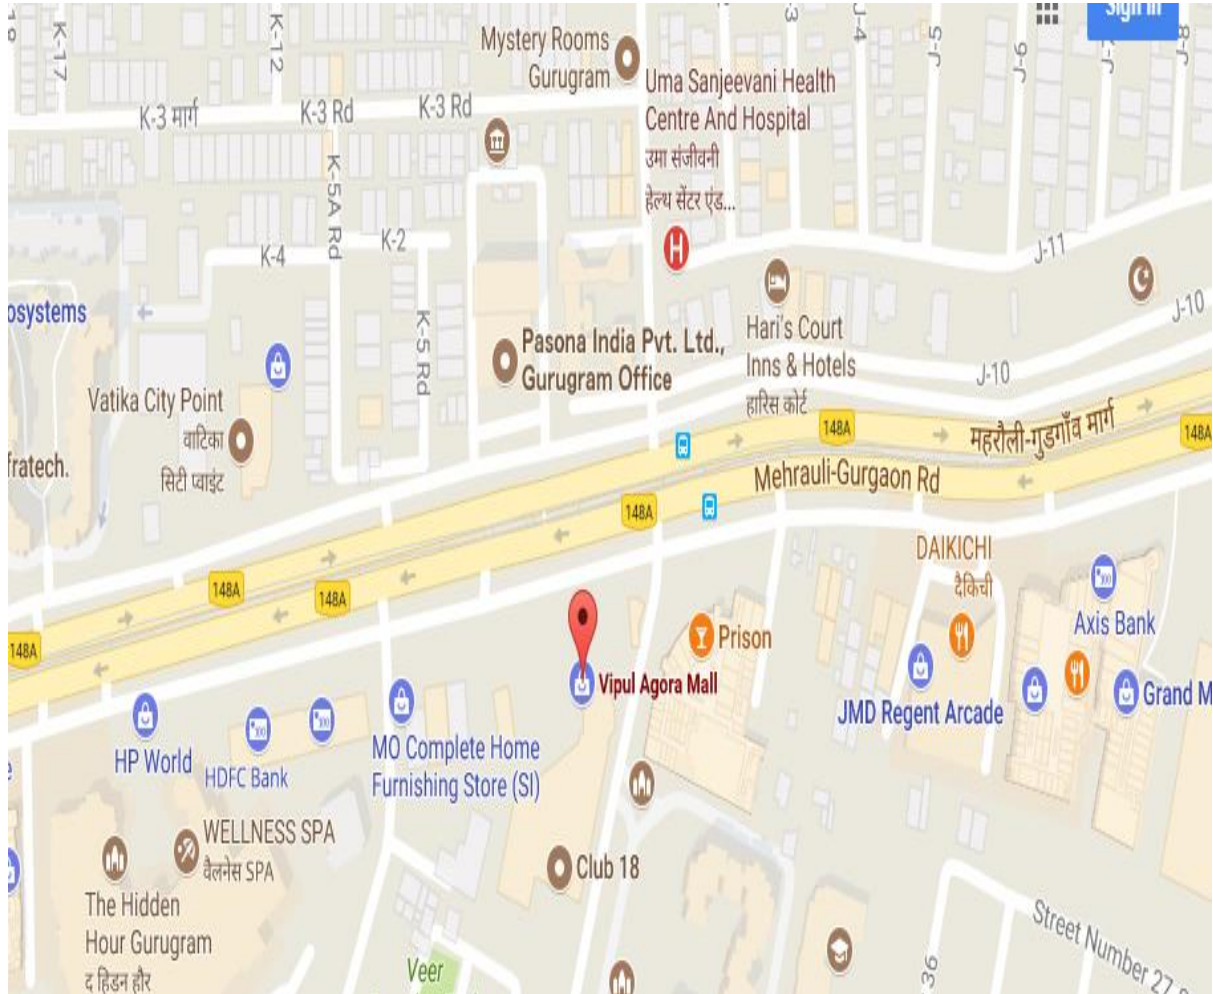 K-17
K-12
J-4
J-5
Sign in
Mystery Rooms
Gurugram
Uma Sanjeevani Health
Centre And Hospital
उमा संजीवनी
हेल्थ सेंटर एंड...
K-3 मार्ग
K-3 Rd
K-3 Rd
K-5A Rd
K-2
K-4
J-11
J-10
osystems
K-5 Rd
Pasona India Pvt. Ltd.,
Gurugram Office
Hari's Court
Inns & Hotels
हारिस कोर्ट
J-10
Vatika City Point
वाटिका
सिटी प्वाइंट
fratech.
148A
महरौली-गुडगाँव मार्ग
148A
Mehrauli-Gurgaon Rd
148A
DAIKICHI
दैकिची
148A
148A
148A
Axis Bank
Prison
Vipul Agora Mall
JMD Regent Arcade
Grand M
HP World
HDFC Bank
MO Complete Home
Furnishing Store (SI)
WELLNESS SPA
वैलनेस SPA
Club 18
The Hidden
Hour Gurugram
द हिडन हौर
Veer
36
Street Number 27,